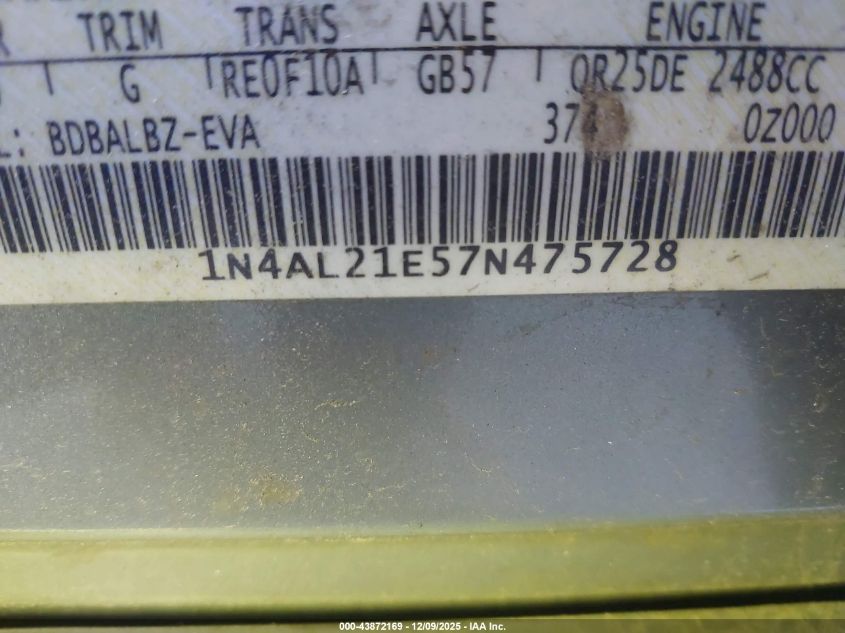 TRIM TRANS AXLE ENGINE
G RE0F10A GB57 QR25DE 2488CC
L: BDBALBZ-EVA 0Z000
1N4AL21E57N475728
000-43872169 - 12/09/2025 - IAA Inc.